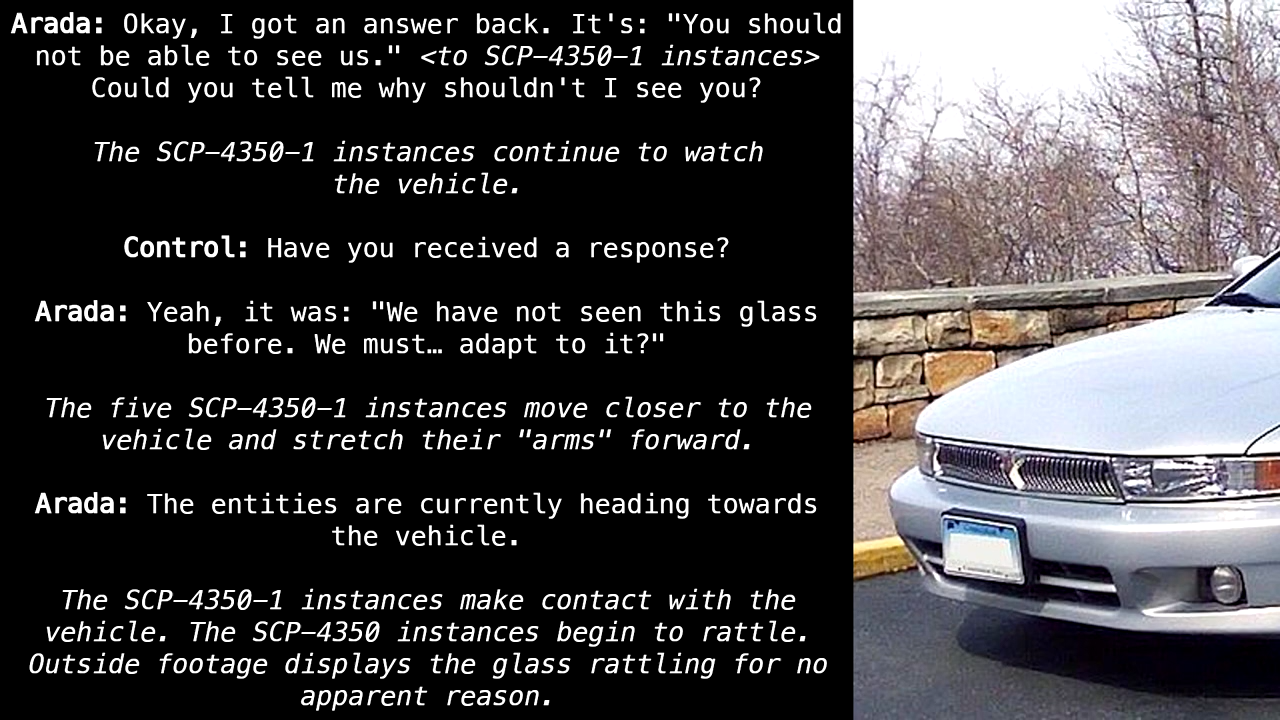 Arada: Okay, I got an answer back. It's: "You should
not be able to see us." <to SCP–4350–1 instances>
Could you tell me why shouldn't I see you?
The SCP–4350–1 instances continue to watch
the vehicle.
Control: Have you received a response?
Arada: Yeah, it was: "We have not seen this glass
before. We must… adapt to it?"
The five SCP–4350–1 instances move closer to the
vehicle and stretch their "arms" forward.
Arada: The entities are currently heading towards
the vehicle.
The SCP–4350–1 instances make contact with the
vehicle. The SCP–4350 instances begin to rattle.
Outside footage displays the glass rattling for no
apparent reason.